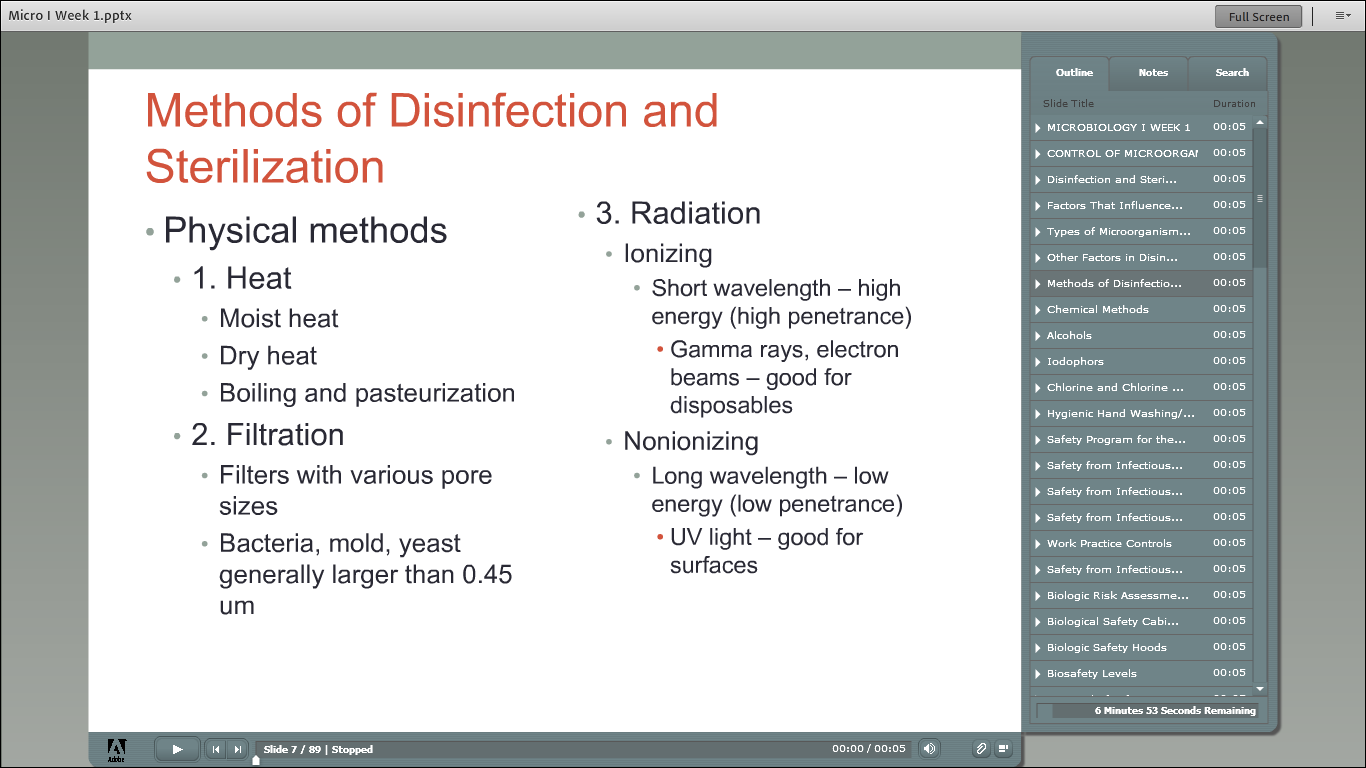 Micro I Week 1.pptx
Full Screen
Methods of Disinfection and
Sterilization
• Physical methods
• 1. Heat
• Moist heat
• Dry heat
• Boiling and pasteurization
• 2. Filtration
• Filters with various pore
sizes
• Bacteria, mold, yeast
generally larger than 0.45
um
• 3. Radiation
• Ionizing
• Short wavelength – high
energy (high penetrance)
• Gamma rays, electron
beams – good for
disposables
• Nonionizing
• Long wavelength – low
energy (low penetrance)
• UV light – good for
surfaces
Outline Notes Search
Slide Title Duration
MICROBIOLOGY I WEEK 1 00:05
CONTROL OF MICROORGAN 00:05
Disinfection and Steri... 00:05
Factors That Influence... 00:05
Types of Microorganism... 00:05
Other Factors in Disin... 00:05
Methods of Disinfectio... 00:05
Chemical Methods 00:05
Alcohols 00:05
Iodophors 00:05
Chlorine and Chlorine ... 00:05
Hygienic Hand Washing/... 00:05
Safety Program for the... 00:05
Safety from Infectious... 00:05
Safety from Infectious... 00:05
Safety from Infectious... 00:05
Work Practice Controls 00:05
Safety from Infectious... 00:05
Biologic Risk Assessme... 00:05
Biological Safety Cabi... 00:05
Biologic Safety Hoods 00:05
Biosafety Levels 00:05
6 Minutes 53 Seconds Remaining
Adobe
Slide 7 / 89 | Stopped 00:00 / 00:05